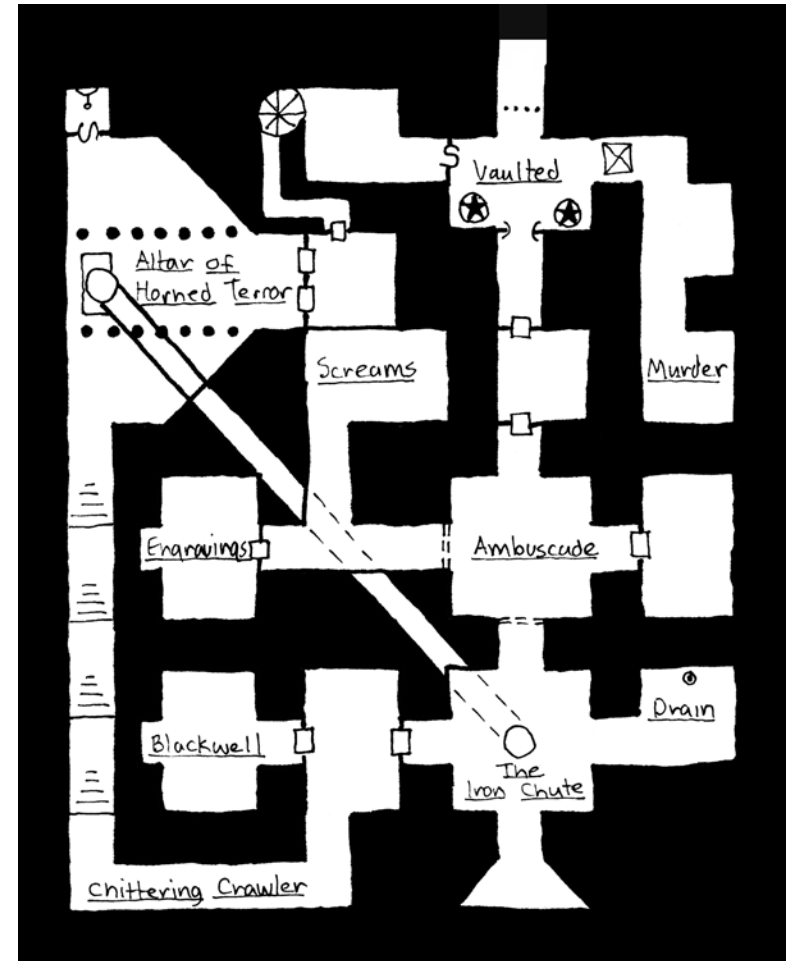 S
S
Vaulted
Altar of
Horned Terror
Screams
Murder
Engravings
Ambuscade
Drain
Blackwell
The
Iron Chute
Chittering Crawler